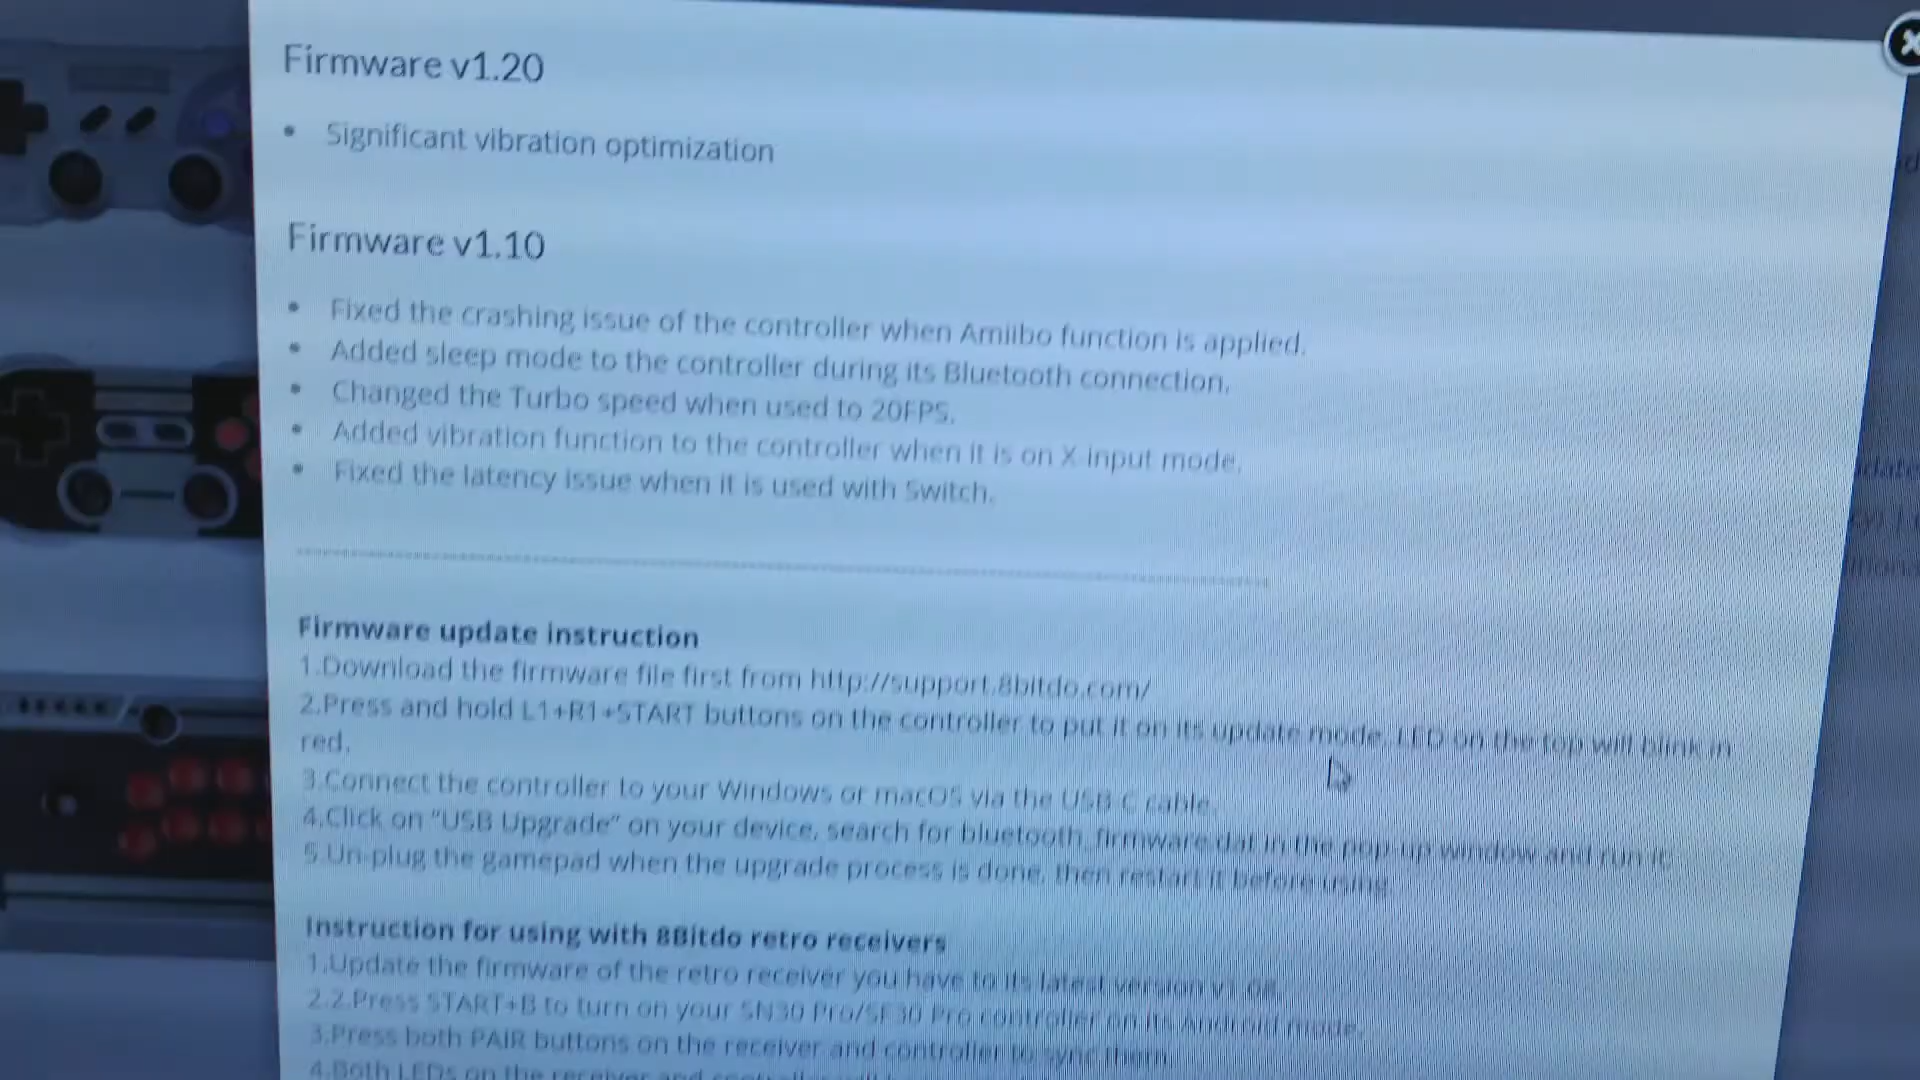 Firmware v1.20
• Significant vibration optimization
Firmware v1.10
• Fixed the crashing issue of the controller when Amiibo function is applied.
• Added sleep mode to the controller during its Bluetooth connection.
• Changed the Turbo speed when used to 20FPS.
• Added vibration function to the controller when it is on X input mode.
• Fixed the latency issue when it is used with Switch.
Firmware update instruction
1.Download the firmware file first from http://support.8bitdo.com/
2.Press and hold L1+R1+START buttons on the controller to put it on its update mode. LED on the top will blink in
red.
3.Connect the controller to your Windows or macOS via the USB-C cable.
4.Click on "USB Upgrade" on your device, search for bluetooth_firmware.dat in the pop-up window and run it.
5.Un-plug the gamepad when the upgrade process is done, then restart it before using.
Instruction for using with 8Bitdo retro receivers
1.Update the firmware of the retro receiver you have to its latest version
2.2.Press START+B to turn on your SN30 Pro/SF30 Pro controller on its Android mode.
3.Press both PAIR buttons on the receiver and controller to sync them.
4.Both LEDs on the receiver and controller will